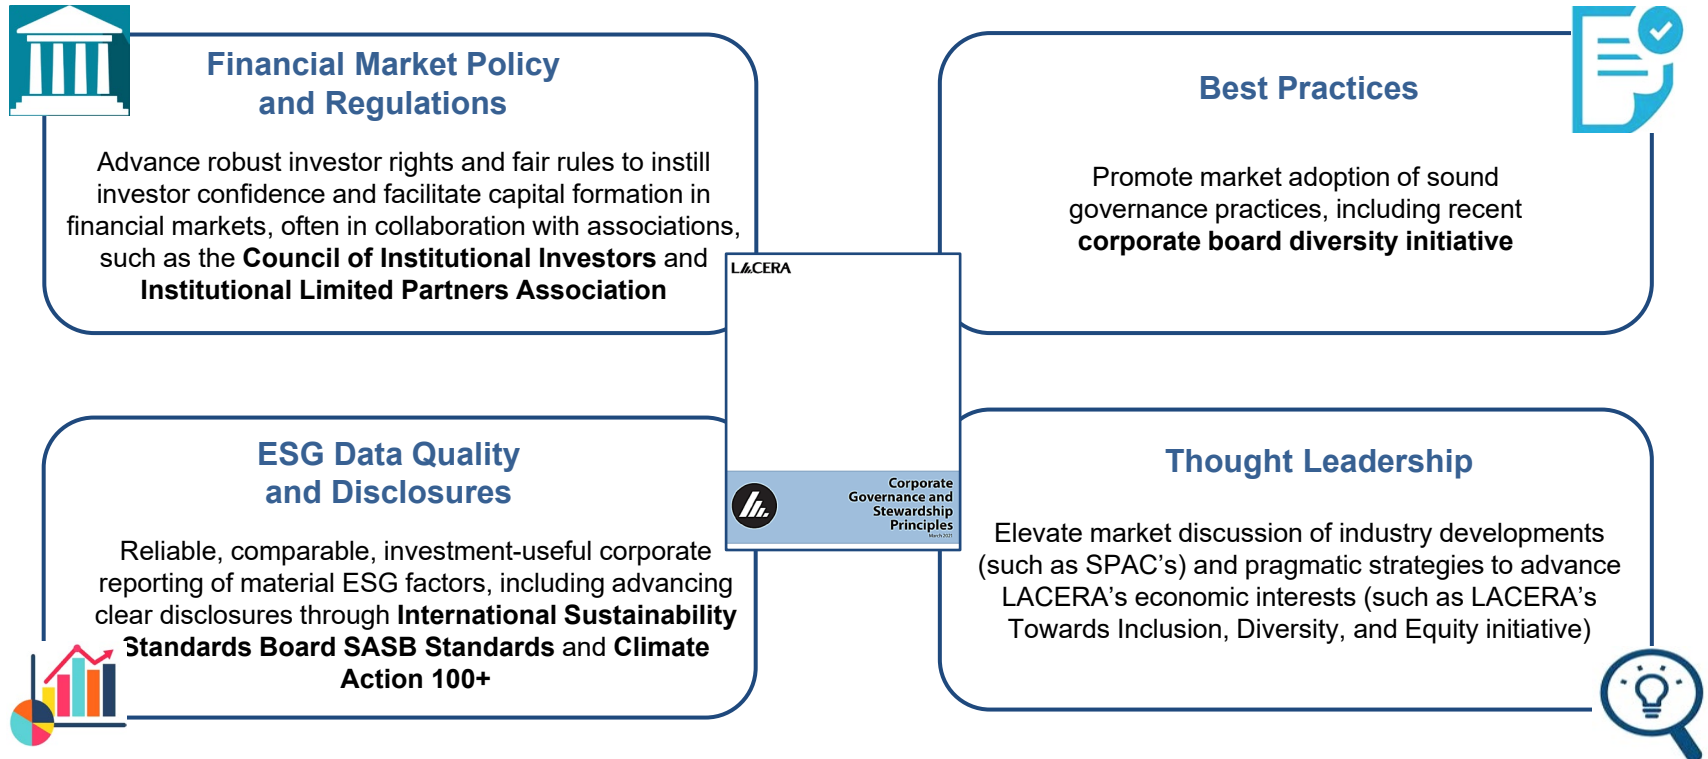 Financial Market Policy
and Regulations
Advance robust investor rights and fair rules to instill
investor confidence and facilitate capital formation in
financial markets, often in collaboration with associations,
such as the Council of Institutional Investors and
Institutional Limited Partners Association
Best Practices
Promote market adoption of sound
governance practices, including recent
corporate board diversity initiative
LACERA
Corporate
Governance and
Stewardship
Principles
March 2021
ESG Data Quality
and Disclosures
Reliable, comparable, investment-useful corporate
reporting of material ESG factors, including advancing
clear disclosures through International Sustainability
Standards Board SASB Standards and Climate
Action 100+
Thought Leadership
Elevate market discussion of industry developments
(such as SPAC’s) and pragmatic strategies to advance
LACERA’s economic interests (such as LACERA’s
Towards Inclusion, Diversity, and Equity initiative)